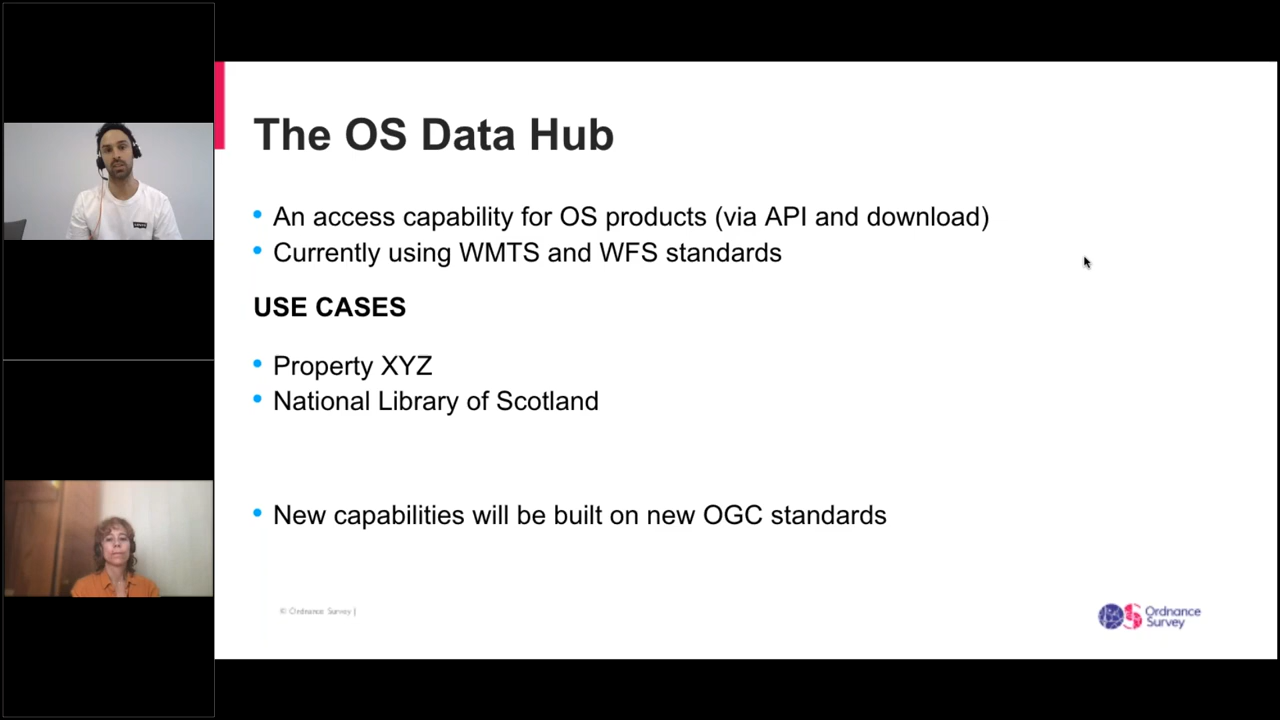 The OS Data Hub
• An access capability for OS products (via API and download)
• Currently using WMTS and WFS standards
USE CASES
• Property XYZ
• National Library of Scotland
• New capabilities will be built on new OGC standards
© Ordnance Survey |
Ordnance
Survey